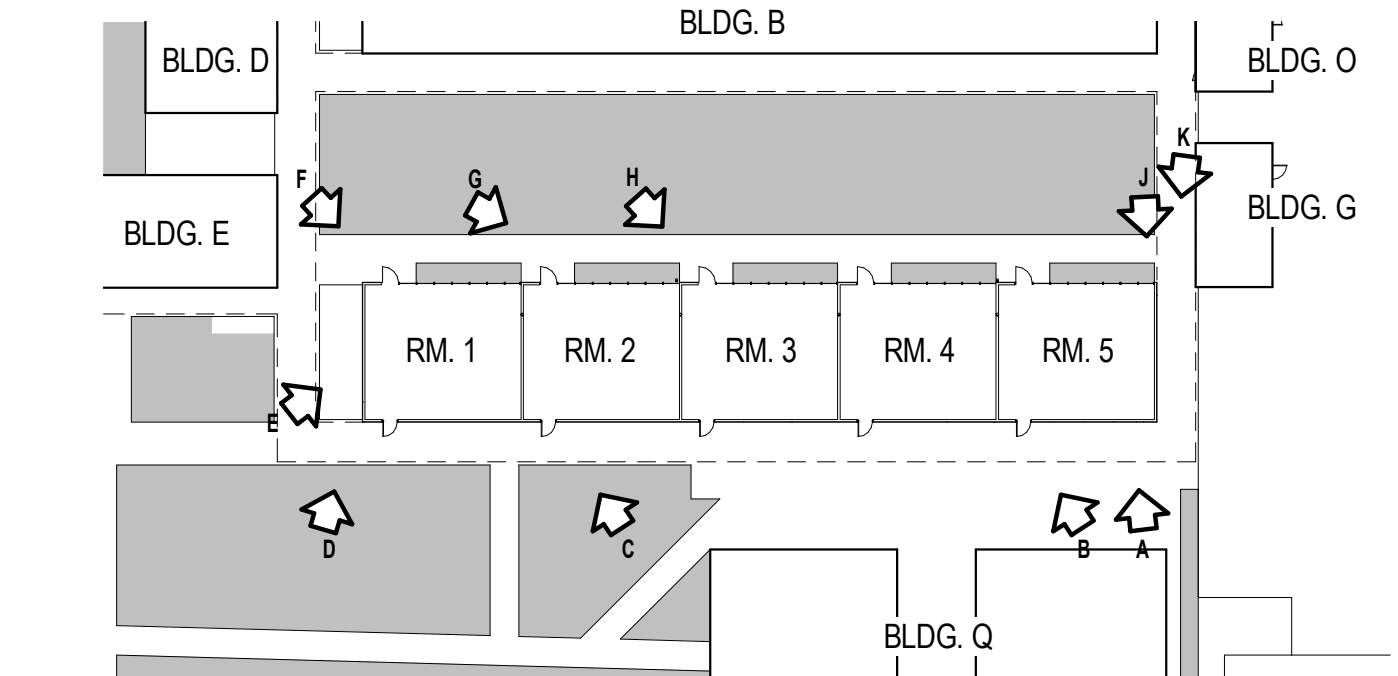 BLDG. B
BLDG. D
BLDG. O
K
F
G
H
J
BLDG. E
BLDG. G
RM. 1
RM. 2
RM. 3
RM. 4
RM. 5
E
D
C
B
A
BLDG. Q